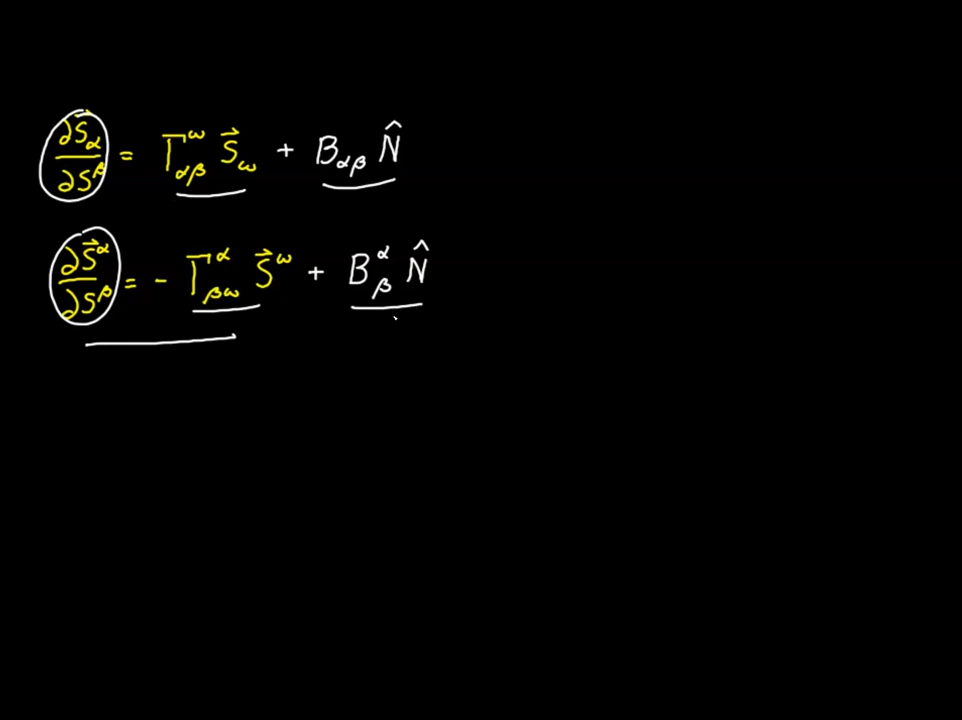 ∂S⃗_α/∂S^β = Γ^ω_αβ S⃗_ω + B_αβ N̂
∂S⃗^α/∂S^β = - Γ^α_βω S⃗^ω + B^α_β N̂